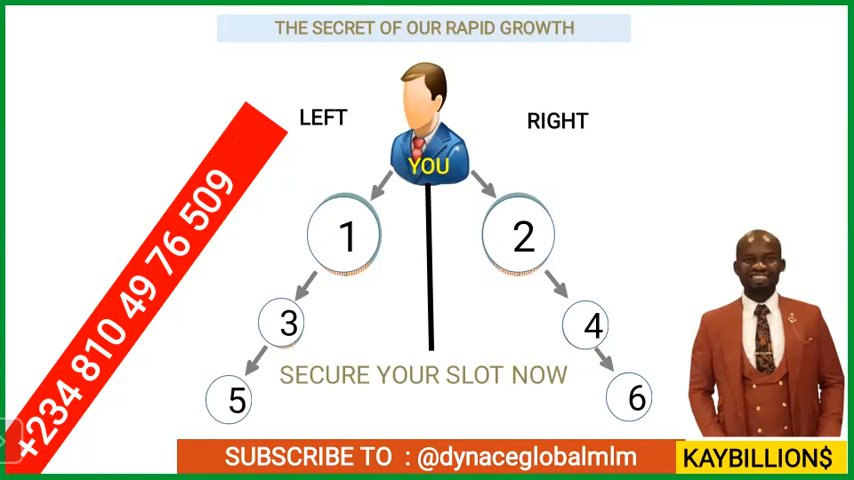 THE SECRET OF OUR RAPID GROWTH
LEFT
RIGHT
YOU
+234 810 49 76 509
1
2
3
4
5
6
SECURE YOUR SLOT NOW
SUBSCRIBE TO : @dynaceglobalmlm
KAYBILLION$